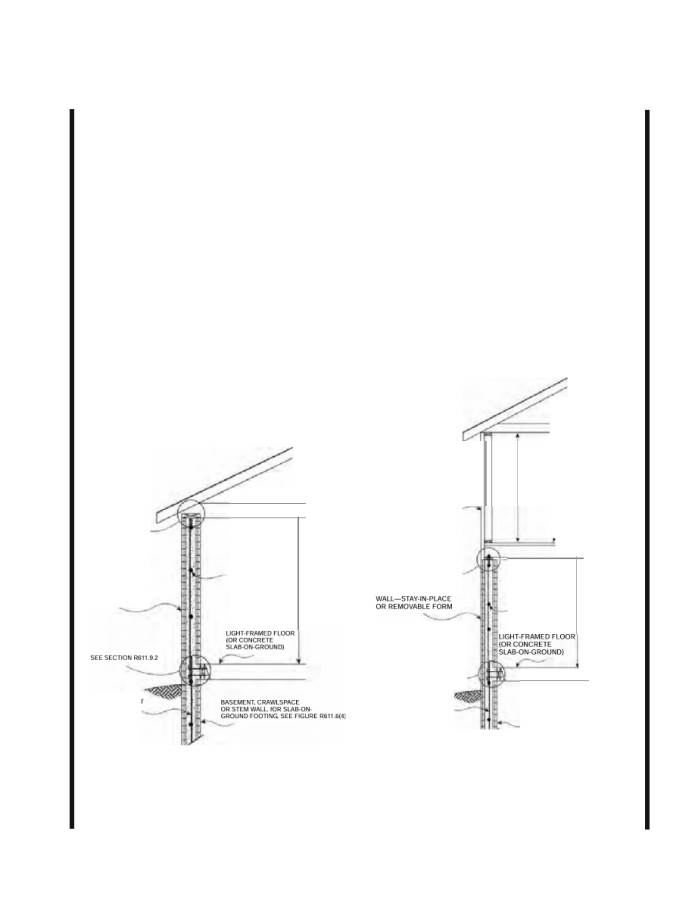 LIGHT-FRAMED FLOOR
(OR CONCRETE
SLAB-ON-GROUND)
SEE SECTION R611.9.2
BASEMENT, CRAWLSPACE
OR STEM WALL. FOR SLAB-ON-
GROUND FOOTING, SEE FIGURE R611.8(4)
WALL—STAY-IN-PLACE
OR REMOVABLE FORM
LIGHT-FRAMED FLOOR
(OR CONCRETE
SLAB-ON-GROUND)